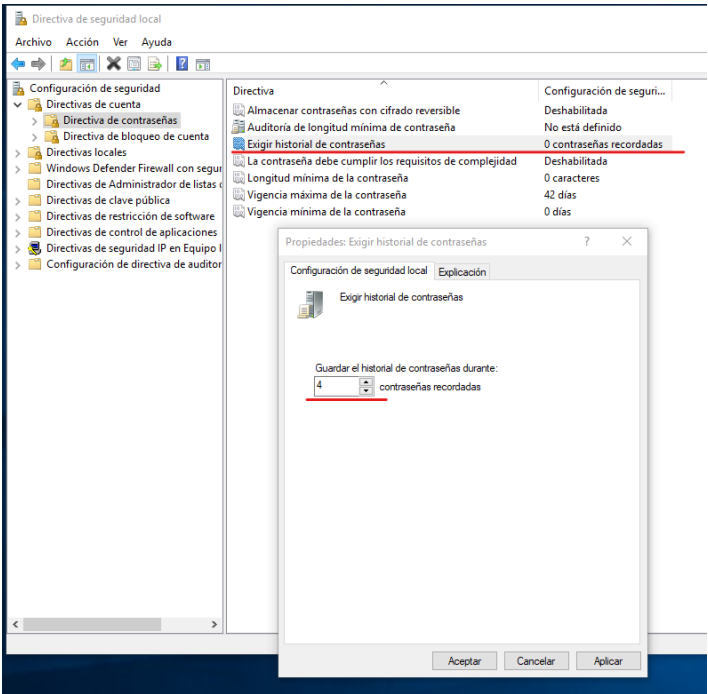 Directiva de seguridad local
Archivo Acción Ver Ayuda
Configuración de seguridad
Directivas de cuenta
Directiva de contraseñas
Directiva de bloqueo de cuenta
Directivas locales
Windows Defender Firewall con segur
Directivas de Administrador de listas
Directivas de clave pública
Directivas de restricción de software
Directivas de control de aplicaciones
Directivas de seguridad IP en Equipo l
Configuración de directiva de auditor
Directiva Configuración de seguri...
Almacenar contraseñas con cifrado reversible Deshabilitada
Auditoría de longitud mínima de contraseña No está definido
Exigir historial de contraseñas 0 contraseñas recordadas
La contraseña debe cumplir los requisitos de complejidad Deshabilitada
Longitud mínima de la contraseña 0 caracteres
Vigencia máxima de la contraseña 42 días
Vigencia mínima de la contraseña 0 días
Propiedades: Exigir historial de contraseñas ?
Configuración de seguridad local Explicación
Exigir historial de contraseñas
Guardar el historial de contraseñas durante:
4 contraseñas recordadas
Aceptar Cancelar Aplicar